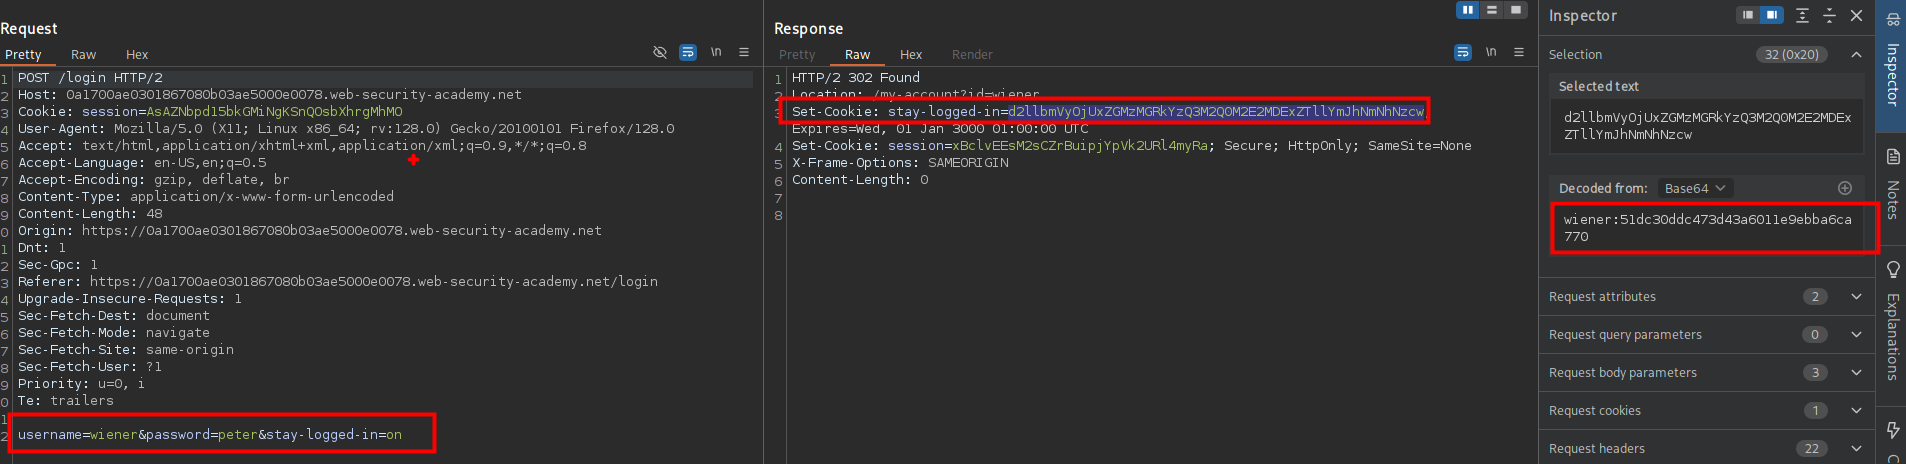 Request
Pretty Raw Hex \n
1 POST /login HTTP/2
2 Host: 0a1700ae0301867080b03ae5000e0078.web-security-academy.net
3 Cookie: session=AsAZNbpdl5bkGMiNgKSnQOsbXhrgMhMO
4 User-Agent: Mozilla/5.0 (X11; Linux x86_64; rv:128.0) Gecko/20100101 Firefox/128.0
5 Accept: text/html,application/xhtml+xml,application/xml;q=0.9,*/*;q=0.8
6 Accept-Language: en-US,en;q=0.5
7 Accept-Encoding: gzip, deflate, br
8 Content-Type: application/x-www-form-urlencoded
9 Content-Length: 48
0 Origin: https://0a1700ae0301867080b03ae5000e0078.web-security-academy.net
1 Dnt: 1
2 Sec-Gpc: 1
3 Referer: https://0a1700ae0301867080b03ae5000e0078.web-security-academy.net/login
4 Upgrade-Insecure-Requests: 1
5 Sec-Fetch-Dest: document
6 Sec-Fetch-Mode: navigate
7 Sec-Fetch-Site: same-origin
8 Sec-Fetch-User: ?1
9 Priority: u=0, i
0 Te: trailers
1
2 username=wiener&password=peter&stay-logged-in=on
Response
Pretty Raw Hex Render \n
1 HTTP/2 302 Found
2 Location: /my-account?id=wiener
3 Set-Cookie: stay-logged-in=d2llbmVyOjUxZGMzMGRkYzQ3M2Q0M2E2MDExZTllYmJhNmNhNzcw;
Expires=Wed, 01 Jan 3000 01:00:00 UTC
4 Set-Cookie: session=xBclvEEsM2sCZrBuipjYpVk2URl4myRa; Secure; HttpOnly; SameSite=None
5 X-Frame-Options: SAMEORIGIN
6 Content-Length: 0
7
8
Inspector
Selection 32 (0x20)
Selected text
d2llbmVyOjUxZGMzMGRkYzQ3M2Q0M2E2MDEx
ZTllYmJhNmNhNzcw
Decoded from: Base64
wiener:51dc30ddc473d43a6011e9ebba6ca
770
Request attributes 2
Request query parameters 0
Request body parameters 3
Request cookies 1
Request headers 22
Inspector
Notes
Explanations